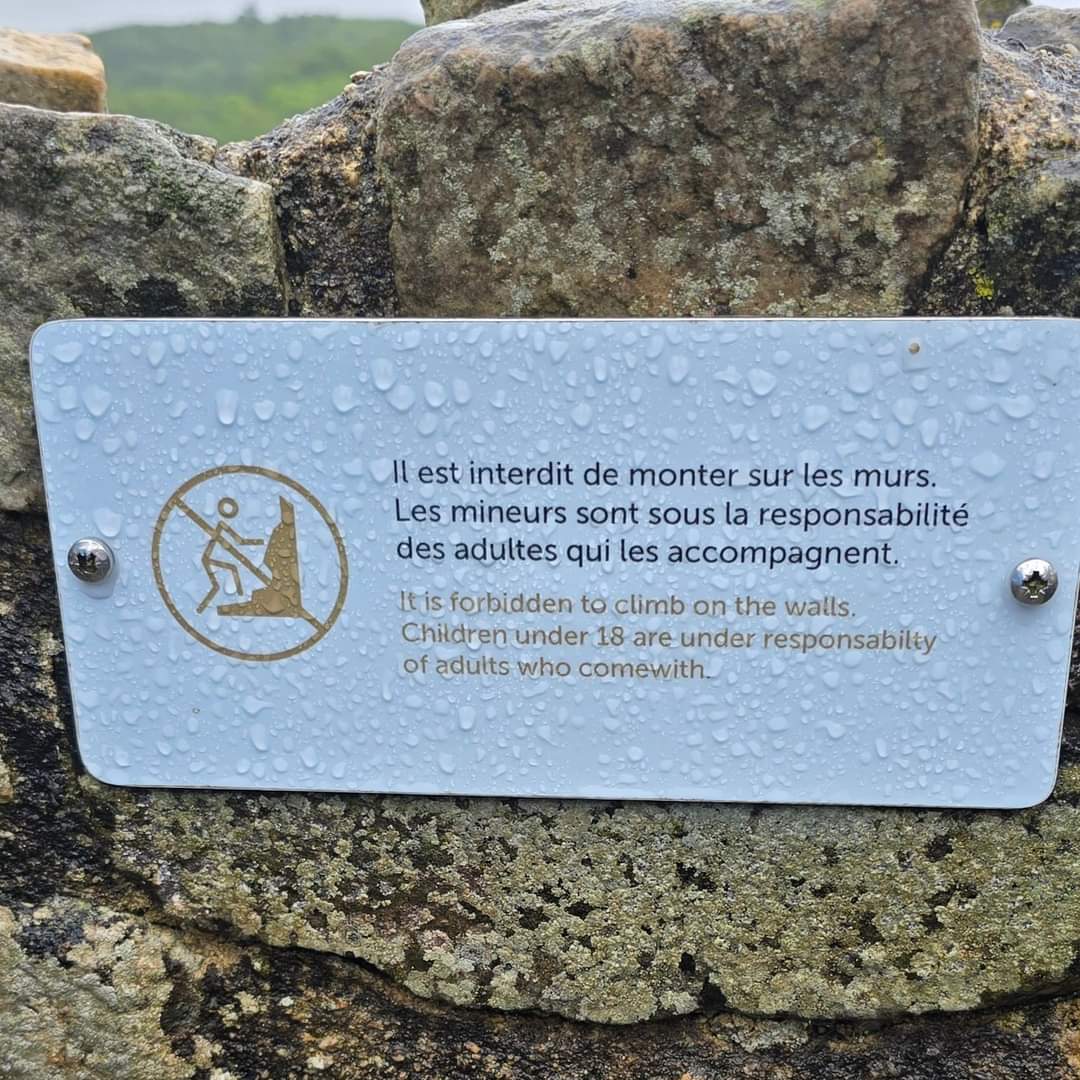 Il est interdit de monter sur les murs.
Les mineurs sont sous la responsabilité
des adultes qui les accompagnent.
It is forbidden to climb on the walls.
Children under 18 are under responsabilty
of adults who comewith.